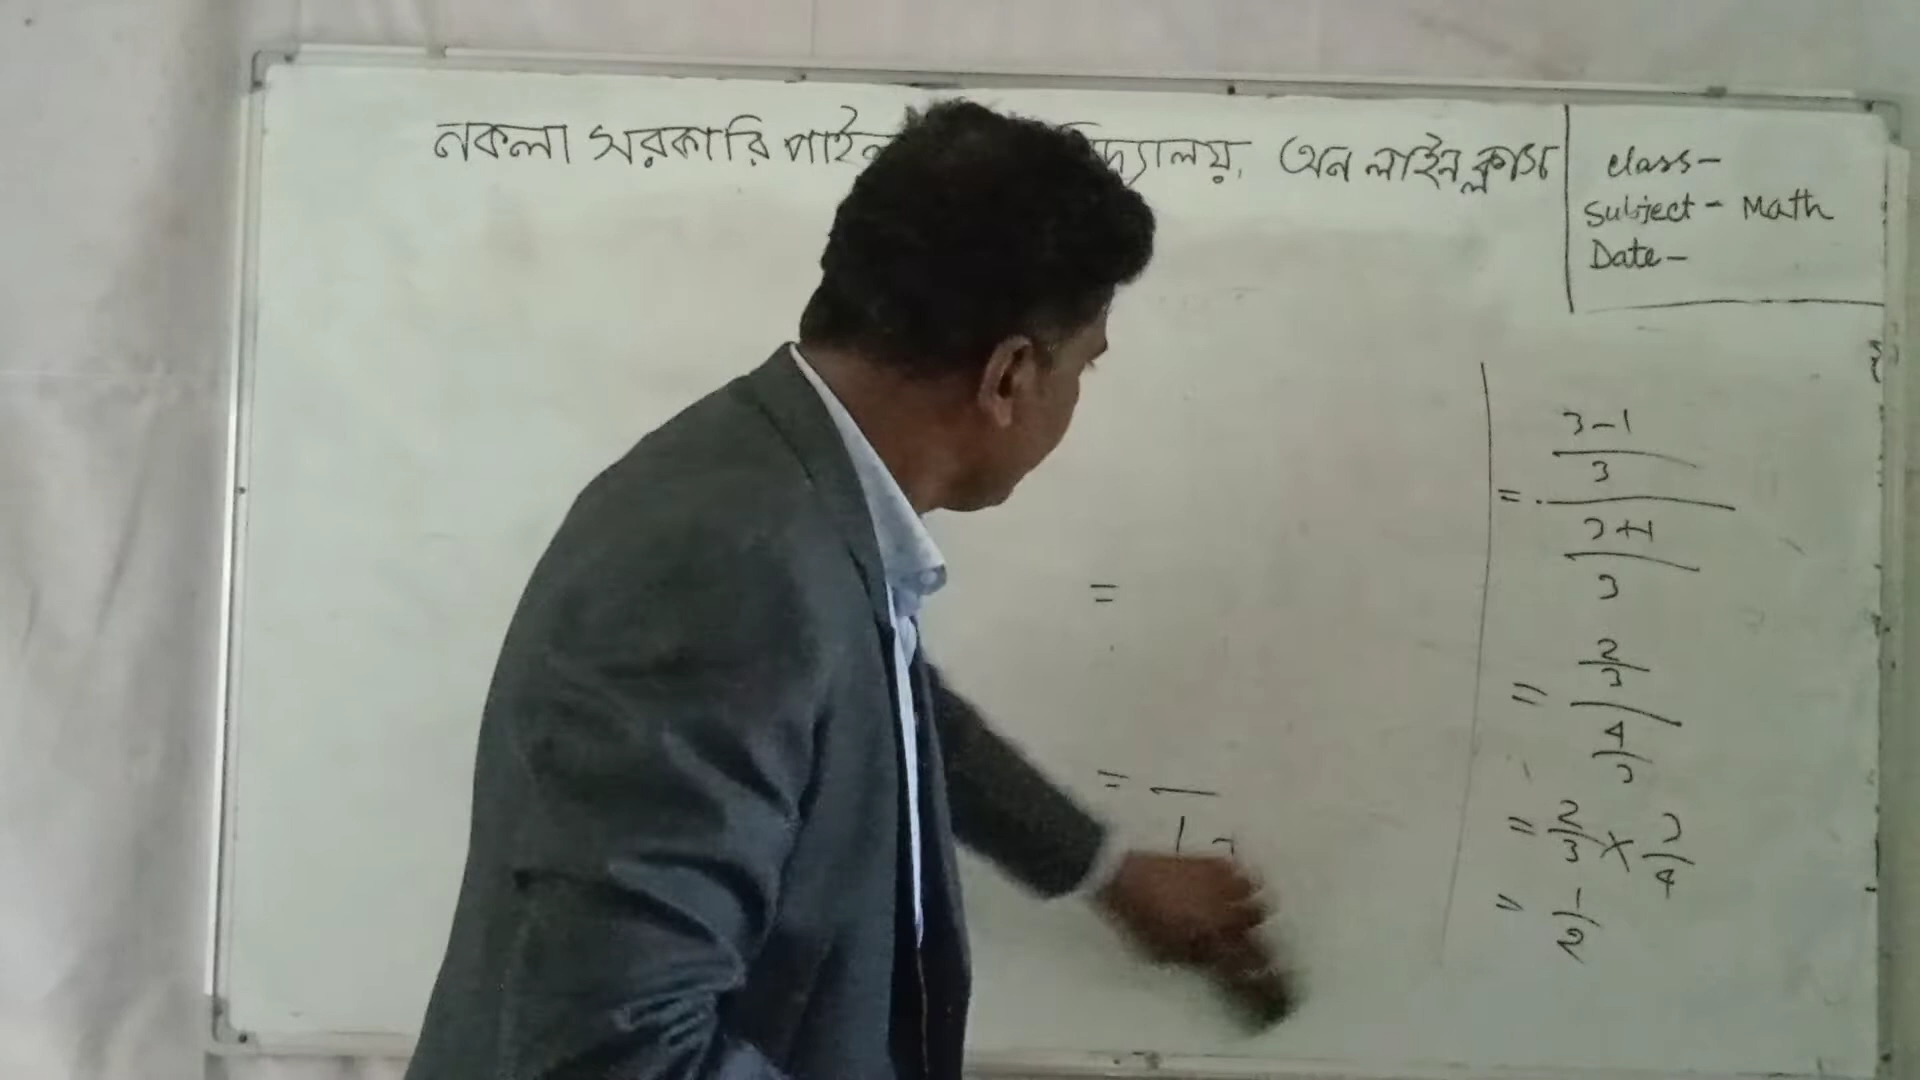 নকলা সরকারি পাইল দ্যালয়, অন লাইন ক্লাস
class-
Subject - Math
Date-
3-1
3
=
3+1
3
2
3
=
4
3
= 2/3 × 3/4
= 1/2
=
=